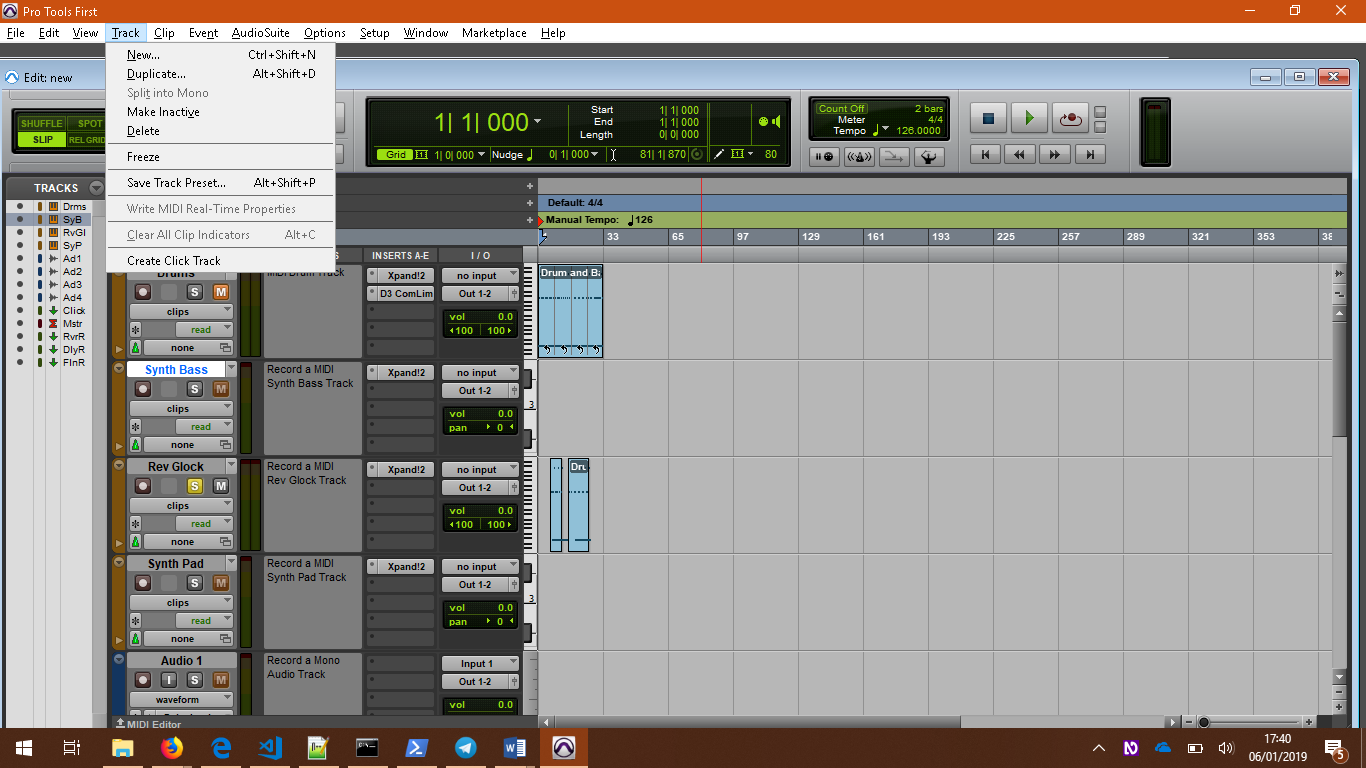 Pro Tools First
File Edit View Track Clip Event AudioSuite Options Setup Window Marketplace Help
New... Ctrl+Shift+N
Duplicate... Alt+Shift+D
Split into Mono
Make Inactive
Delete
Freeze
Save Track Preset... Alt+Shift+P
Write MIDI Real-Time Properties
Clear All Clip Indicators Alt+C
Create Click Track
Edit: new
SHUFFLE SPOT
SLIP REL GRID
1| 1| 000
Start 1| 1| 000
End 1| 1| 000
Length 0| 0| 000
Grid 1| 0| 000 Nudge 0| 1| 000 81| 1| 870 80
Count Off 2 bars
Meter 4/4
Tempo 126.0000
TRACKS
Drms
SyB
RvGl
SyP
Ad1
Ad2
Ad3
Ad4
Click
Mstr
RvrR
DlyR
FlnR
Default: 4/4
Manual Tempo: 126
33 65 97 129 161 193 225 257 289 321 353
INSERTS A-E I / O
Drums
MIDI Drum Track
Xpand!2
D3 ComLim
no input
Out 1-2
vol 0.0
100 100
S M
clips
read
none
Drum and Ba
Synth Bass
Record a MIDI
Synth Bass Track
Xpand!2
no input
Out 1-2
vol 0.0
pan 0
S M
clips
read
none
3
Rev Glock
Record a MIDI
Rev Glock Track
Xpand!2
no input
Out 1-2
vol 0.0
100 100
S M
clips
read
none
Dru
Synth Pad
Record a MIDI
Synth Pad Track
Xpand!2
no input
Out 1-2
vol 0.0
pan 0
S M
clips
read
none
3
Audio 1
Record a Mono
Audio Track
Input 1
Out 1-2
vol 0.0
I S M
waveform
MIDI Editor
17:40
06/01/2019
5